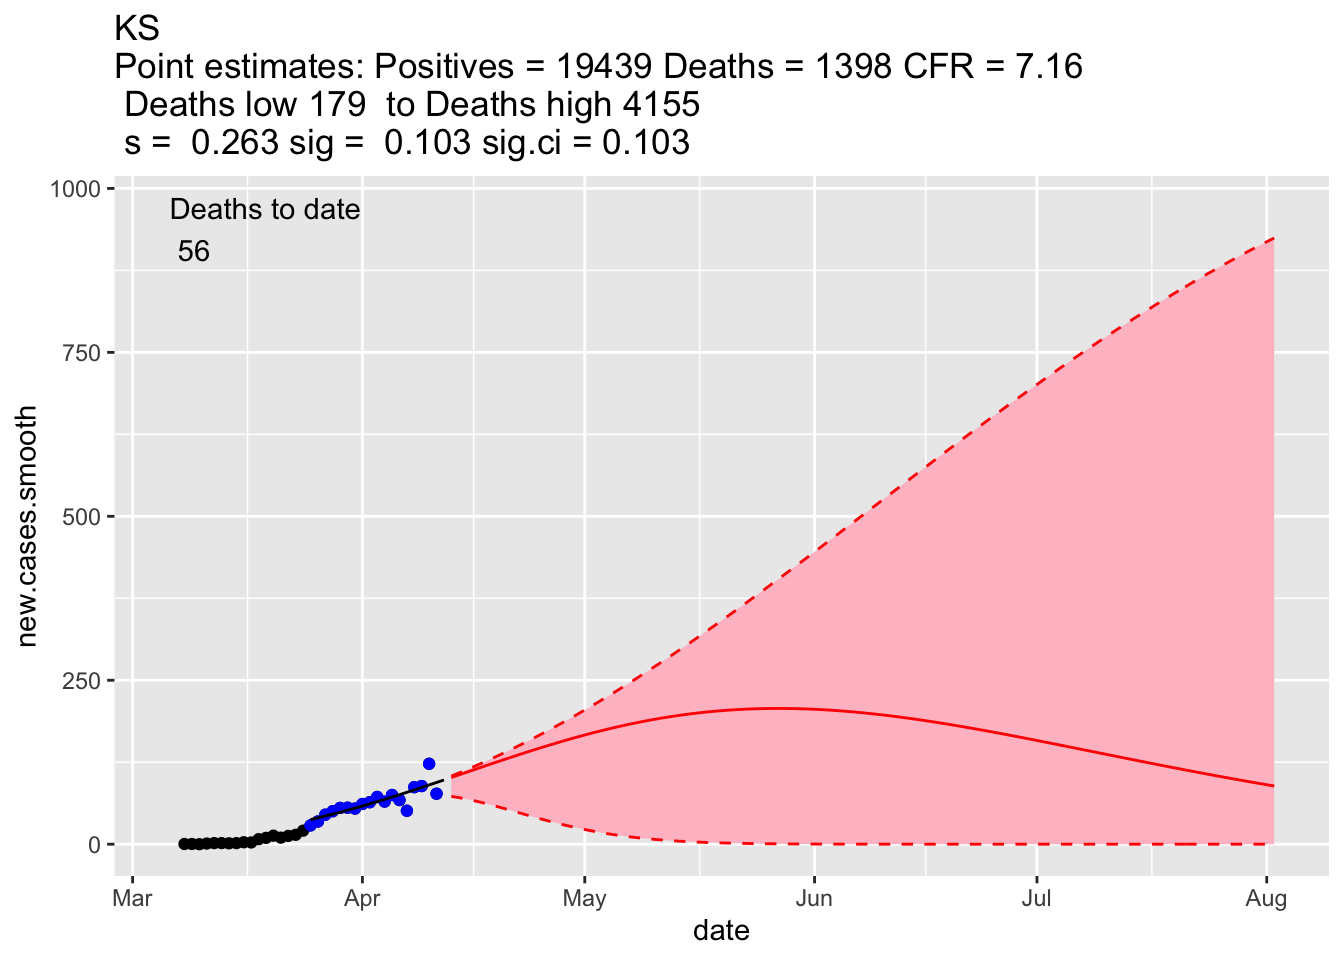 KS
Point estimates: Positives = 19439 Deaths = 1398 CFR = 7.16
Deaths low 179  to Deaths high 4155
s =  0.263 sig =  0.103 sig.ci = 0.103
Deaths to date
56
1000
750
500
250
0
new.cases.smooth
Mar Apr May Jun Jul Aug
date